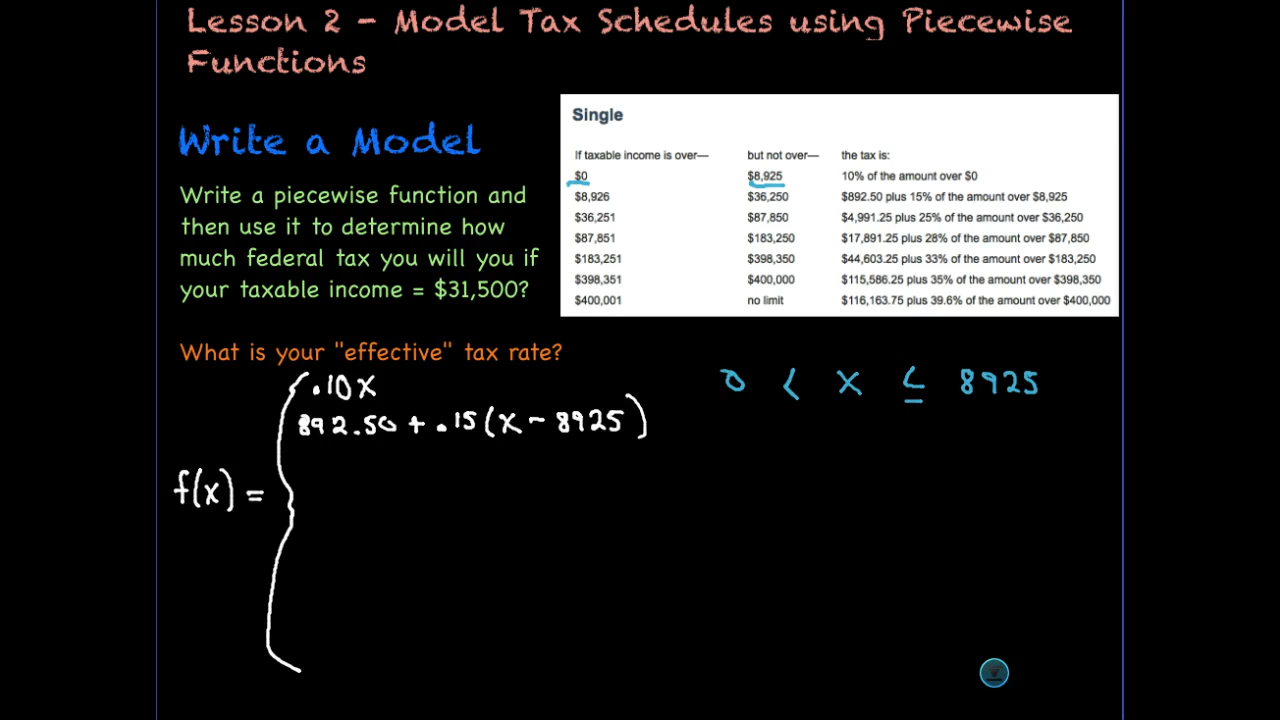 Lesson 2 - Model Tax Schedules using Piecewise
Functions
Write a Model
Write a piecewise function and
then use it to determine how
much federal tax you will you if
your taxable income = $31,500?
What is your "effective" tax rate?
Single
If taxable income is over— but not over— the tax is:
$0 $8,925 10% of the amount over $0
$8,926 $36,250 $892.50 plus 15% of the amount over $8,925
$36,251 $87,850 $4,991.25 plus 25% of the amount over $36,250
$87,851 $183,250 $17,891.25 plus 28% of the amount over $87,850
$183,251 $398,350 $44,603.25 plus 33% of the amount over $183,250
$398,351 $400,000 $115,586.25 plus 35% of the amount over $398,350
$400,001 no limit $116,163.75 plus 39.6% of the amount over $400,000
.10x 0 < x ≤ 8925
892.50 + .15(x - 8925)
f(x) =